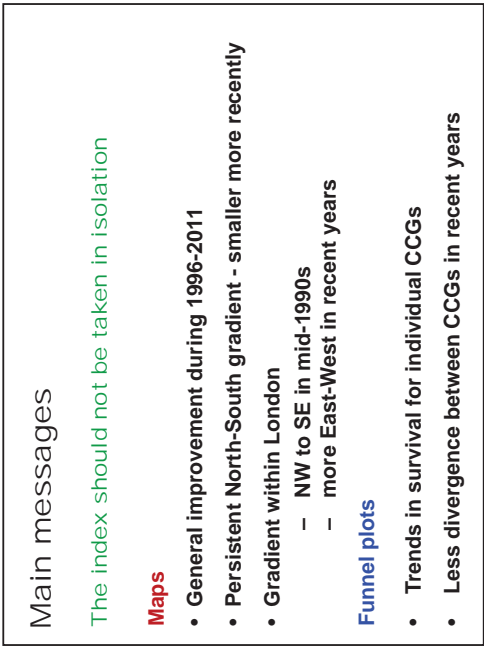 Main messages
The index should not be taken in isolation
Maps
• General improvement during 1996-2011
• Persistent North-South gradient - smaller more recently
• Gradient within London
– NW to SE in mid-1990s
– more East-West in recent years
Funnel plots
• Trends in survival for individual CCGs
• Less divergence between CCGs in recent years